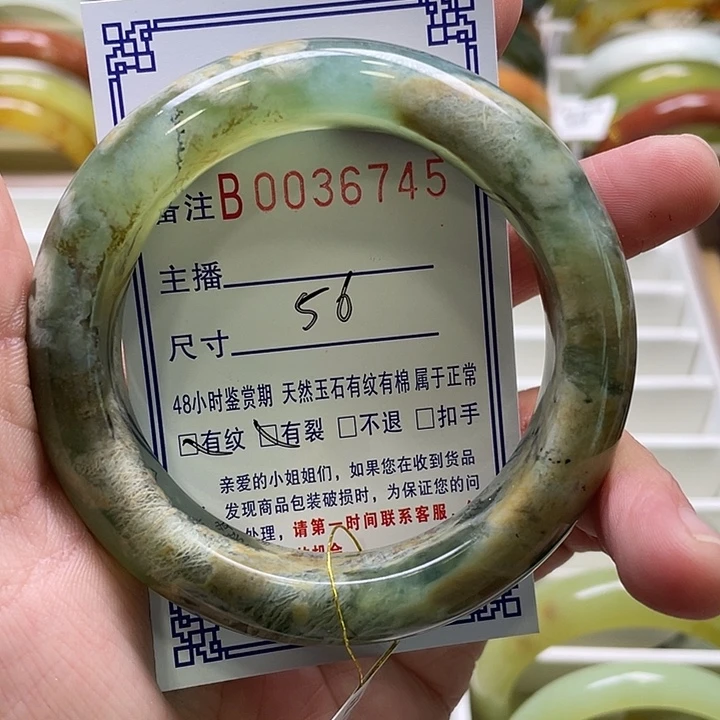 备注B0036745
主播
尺寸 56
48小时鉴赏期 天然玉石有纹有棉 属于正常
☑有纹 ☑有裂 □不退 □扣手
亲爱的小姐姐们，如果您在收到货品
发现商品包装破损时，为保证您的问
处理，请第一时间联系客服
机会